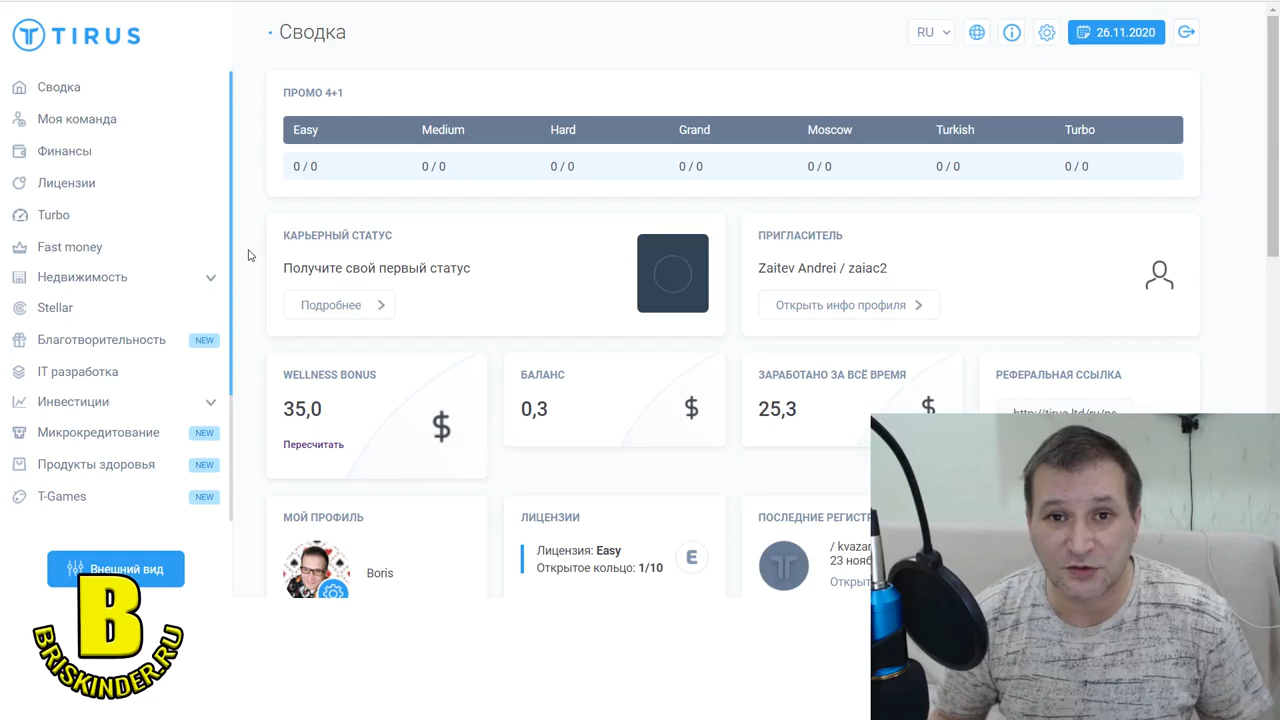 TIRUS
Сводка
RU
26.11.2020
Сводка
Моя команда
Финансы
Лицензии
Turbo
Fast money
Недвижимость
Stellar
Благотворительность NEW
IT разработка
Инвестиции
Микрокредитование NEW
Продукты здоровья NEW
T-Games NEW
Внешний вид
ПРОМО 4+1
Easy Medium Hard Grand Moscow Turkish Turbo
0 / 0 0 / 0 0 / 0 0 / 0 0 / 0 0 / 0 0 / 0
КАРЬЕРНЫЙ СТАТУС
Получите свой первый статус
Подробнее
ПРИГЛАСИТЕЛЬ
Zaitev Andrei / zaiac2
Открыть инфо профиля
WELLNESS BONUS
35,0
$
Пересчитать
БАЛАНС
0,3
$
ЗАРАБОТАНО ЗА ВСЁ ВРЕМЯ
25,3
$
РЕФЕРАЛЬНАЯ ССЫЛКА
МОЙ ПРОФИЛЬ
Boris
ЛИЦЕНЗИИ
Лицензия: Easy
Открытое кольцо: 1/10
E
ПОСЛЕДНИЕ
/ kvazar
23
B
BRISKINDER.RU